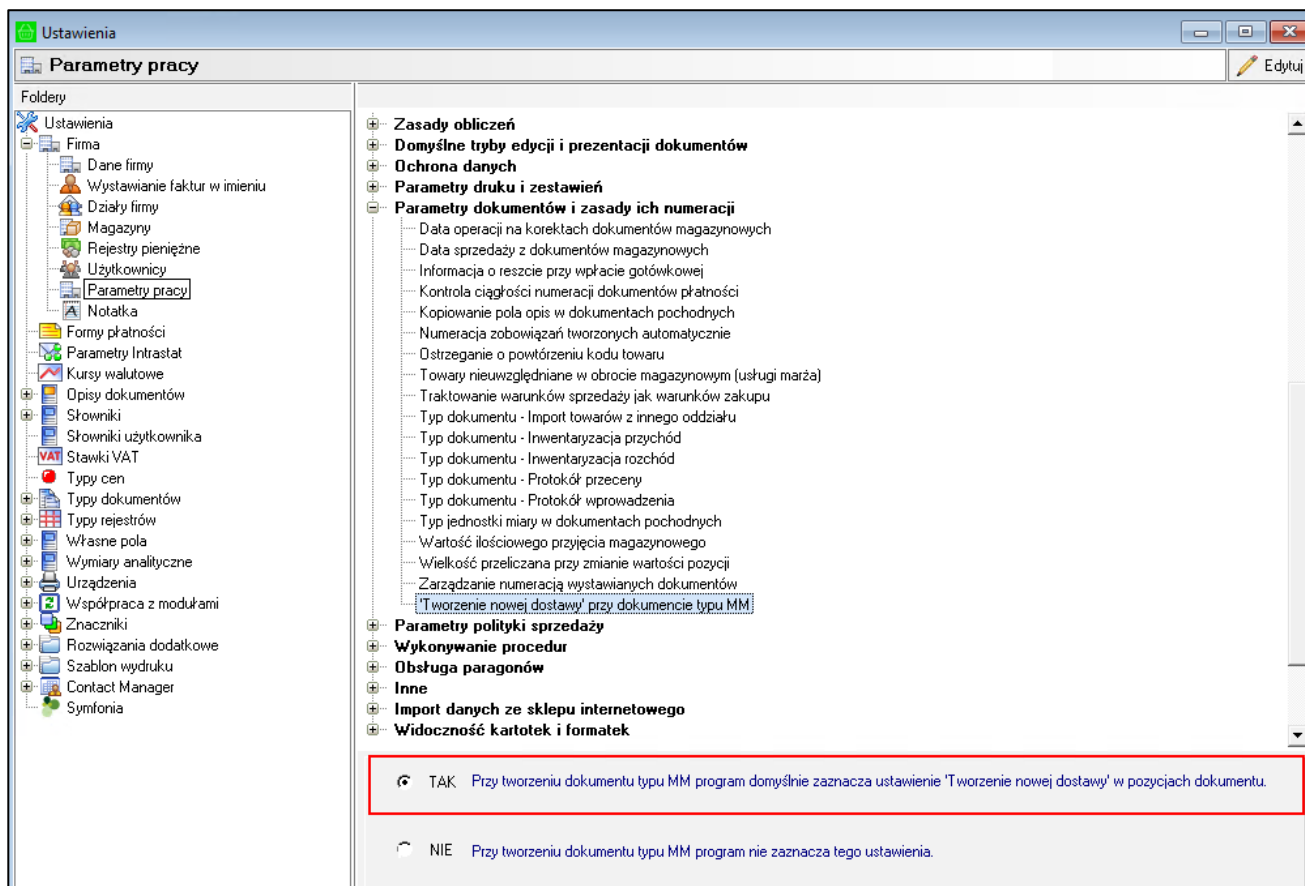 Ustawienia
Parametry pracy
Edytuj
Foldery
Ustawienia
Firma
Dane firmy
Wystawianie faktur w imieniu
Działy firmy
Magazyny
Rejestry pieniężne
Użytkownicy
Parametry pracy
Notatka
Formy płatności
Parametry Intrastat
Kursy walutowe
Opisy dokumentów
Słowniki
Słowniki użytkownika
VAT Stawki VAT
Typy cen
Typy dokumentów
Typy rejestrów
Własne pola
Wymiary analityczne
Urządzenia
Współpraca z modułami
Znaczniki
Rozwiązania dodatkowe
Szablon wydruku
Contact Manager
Symfonia
Zasady obliczeń
Domyślne tryby edycji i prezentacji dokumentów
Ochrona danych
Parametry druku i zestawień
Parametry dokumentów i zasady ich numeracji
Data operacji na korektach dokumentów magazynowych
Data sprzedaży z dokumentów magazynowych
Informacja o reszcie przy wpłacie gotówkowej
Kontrola ciągłości numeracji dokumentów płatności
Kopiowanie pola opis w dokumentach pochodnych
Numeracja zobowiązań tworzonych automatycznie
Ostrzeganie o powtórzeniu kodu towaru
Towary nieuwzględniane w obrocie magazynowym (usługi marża)
Traktowanie warunków sprzedaży jak warunków zakupu
Typ dokumentu - Import towarów z innego oddziału
Typ dokumentu - Inwentaryzacja przychód
Typ dokumentu - Inwentaryzacja rozchód
Typ dokumentu - Protokół przeceny
Typ dokumentu - Protokół wprowadzenia
Typ jednostki miary w dokumentach pochodnych
Wartość ilościowego przyjęcia magazynowego
Wielkość przeliczana przy zmianie wartości pozycji
Zarządzanie numeracją wystawianych dokumentów
'Tworzenie nowej dostawy' przy dokumencie typu MM
Parametry polityki sprzedaży
Wykonywanie procedur
Obsługa paragonów
Inne
Import danych ze sklepu internetowego
Widoczność kartotek i formatek
TAK Przy tworzeniu dokumentu typu MM program domyślnie zaznacza ustawienie 'Tworzenie nowej dostawy' w pozycjach dokumentu.
NIE Przy tworzeniu dokumentu typu MM program nie zaznacza tego ustawienia.